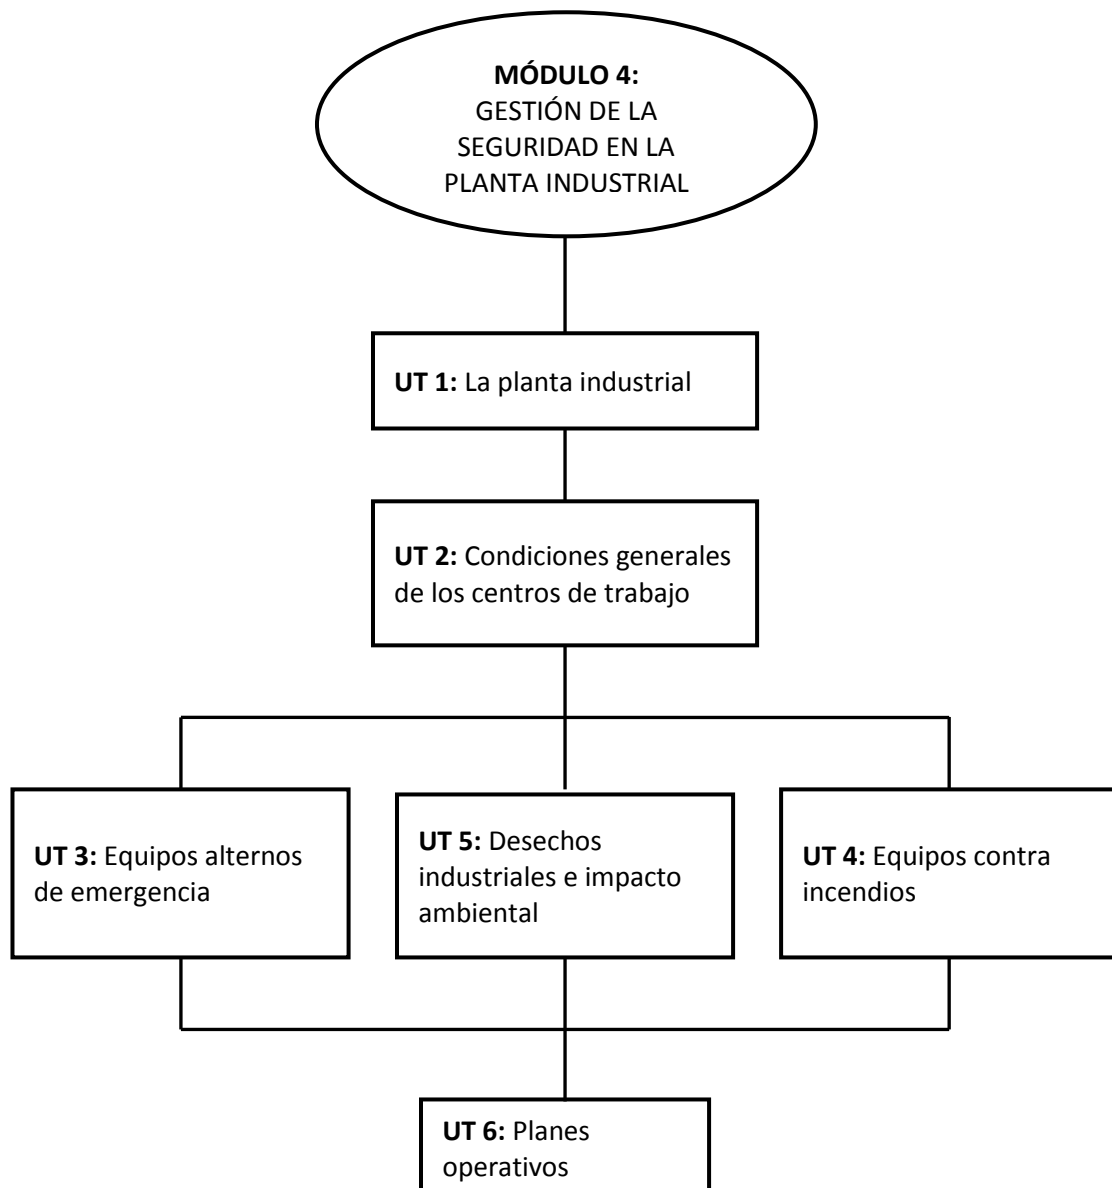 MÓDULO 4:
GESTIÓN DE LA
SEGURIDAD EN LA
PLANTA INDUSTRIAL
UT 1: La planta industrial
UT 2: Condiciones generales
de los centros de trabajo
UT 3: Equipos alternos
de emergencia
UT 5: Desechos
industriales e impacto
ambiental
UT 4: Equipos contra
incendios
UT 6: Planes
operativos